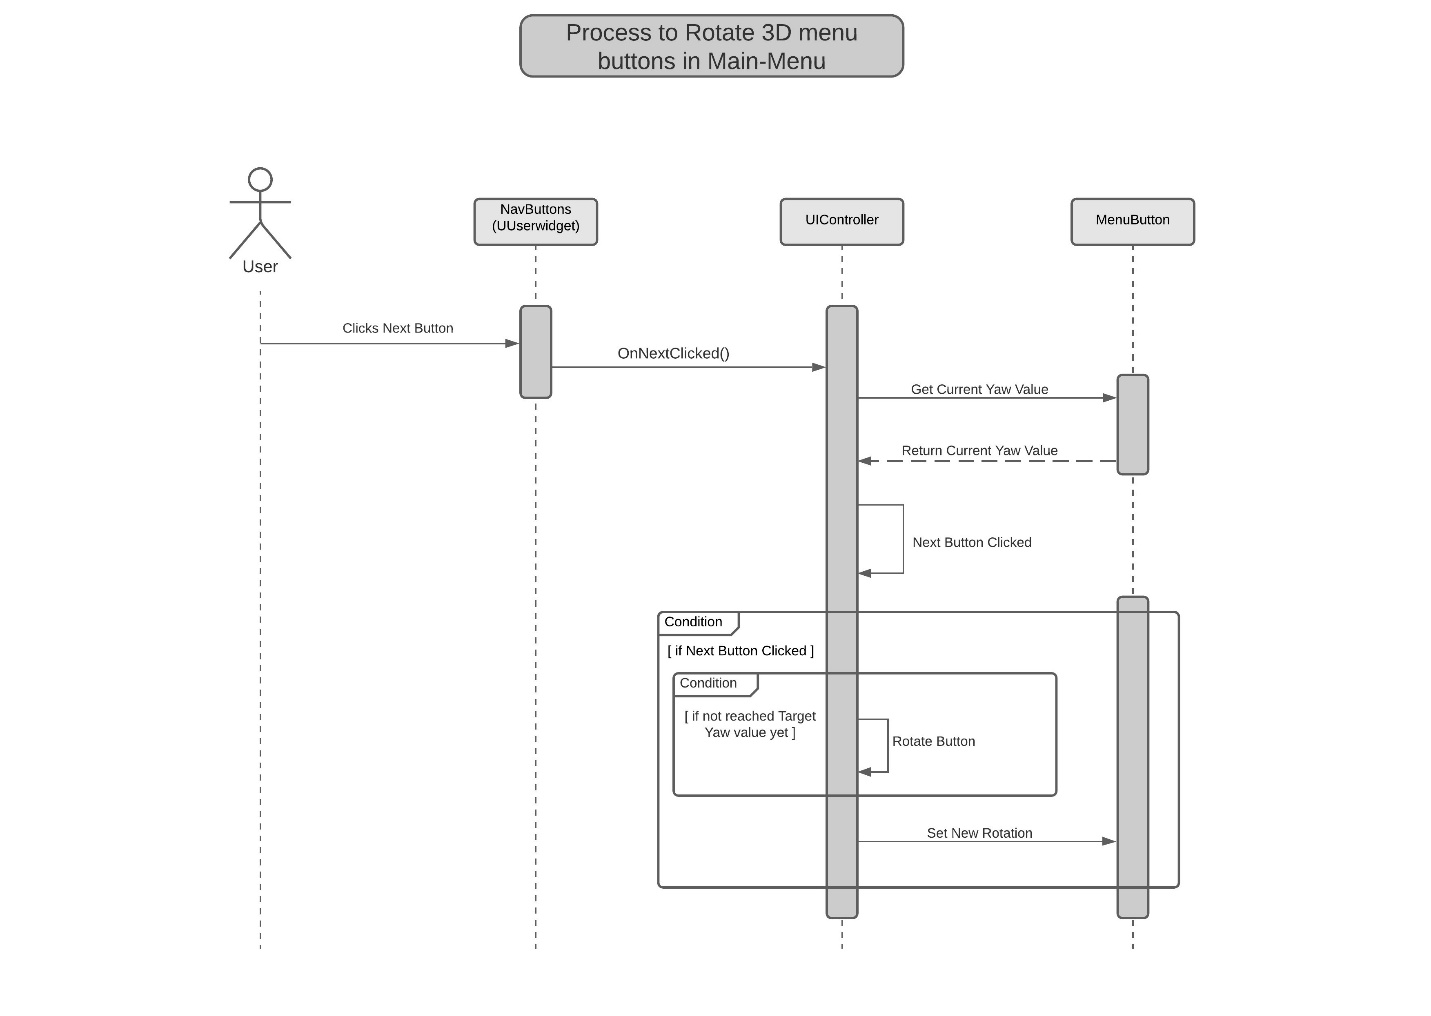 Process to Rotate 3D menu
buttons in Main-Menu
User
NavButtons
(UUserwidget)
UIController
MenuButton
Clicks Next Button
OnNextClicked()
Get Current Yaw Value
Return Current Yaw Value
Next Button Clicked
Condition
[ if Next Button Clicked ]
Condition
[ if not reached Target
Yaw value yet ]
Rotate Button
Set New Rotation